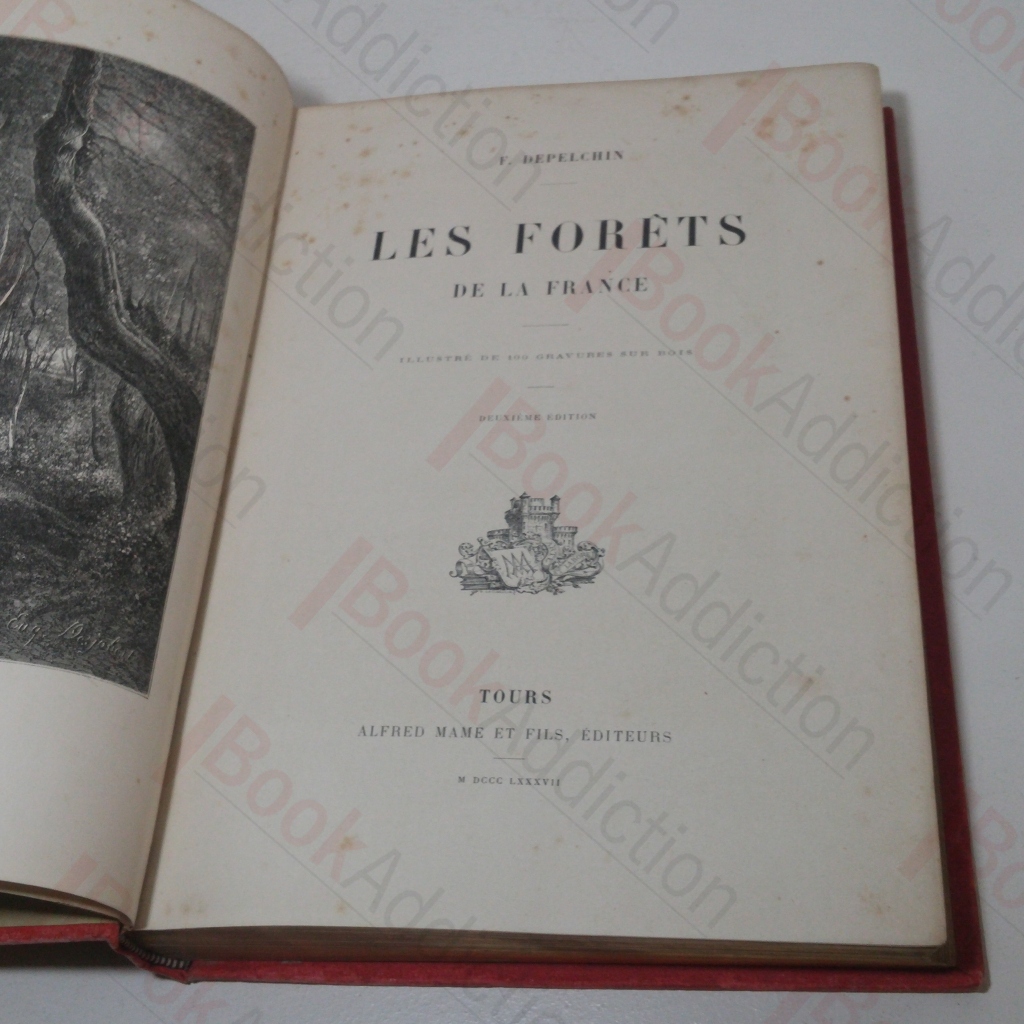 F. DEPELCHIN
LES FORÊTS
DE LA FRANCE
ILLUSTRÉ DE 100 GRAVURES SUR BOIS
DEUXIÈME ÉDITION
TOURS
ALFRED MAME ET FILS, ÉDITEURS
M DCCC LXXXVII
BookAddiction